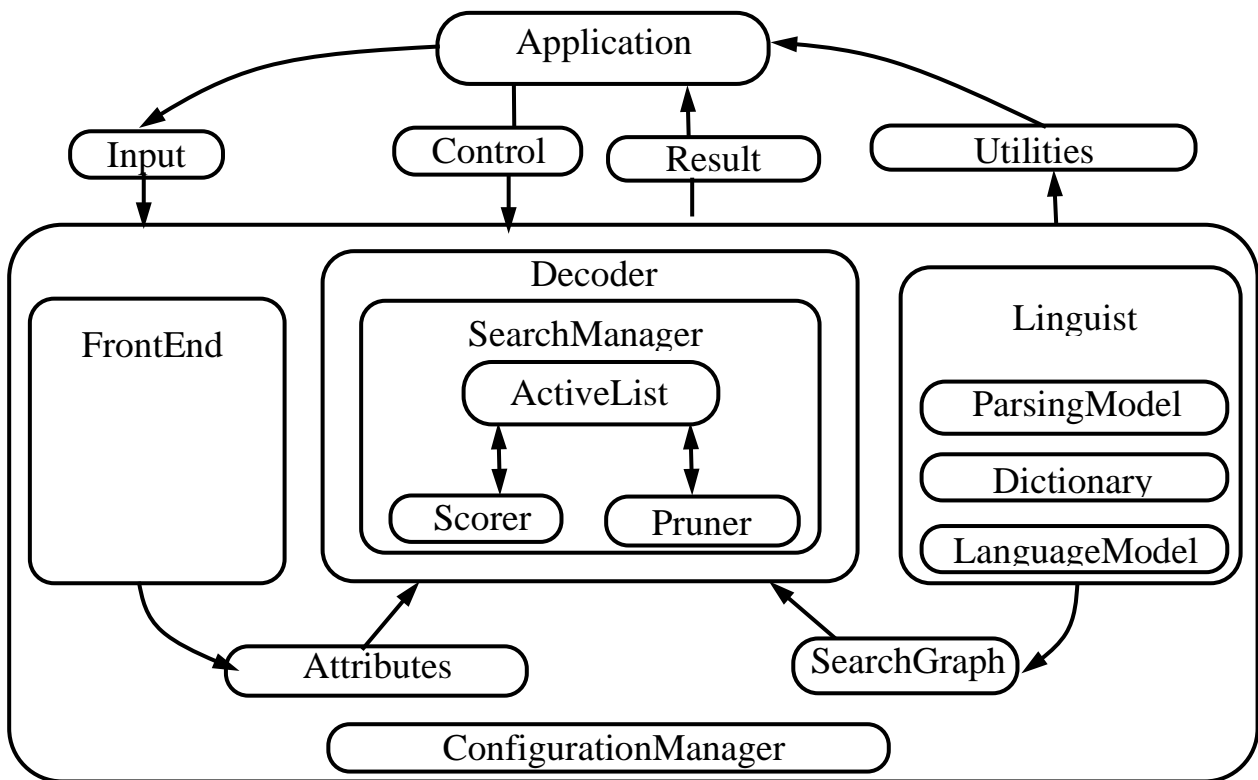 Application
Input
Control
Result
Utilities
Decoder
SearchManager
Linguist
FrontEnd
ActiveList
ParsingModel
Dictionary
Scorer
Pruner
LanguageModel
Attributes
SearchGraph
ConfigurationManager